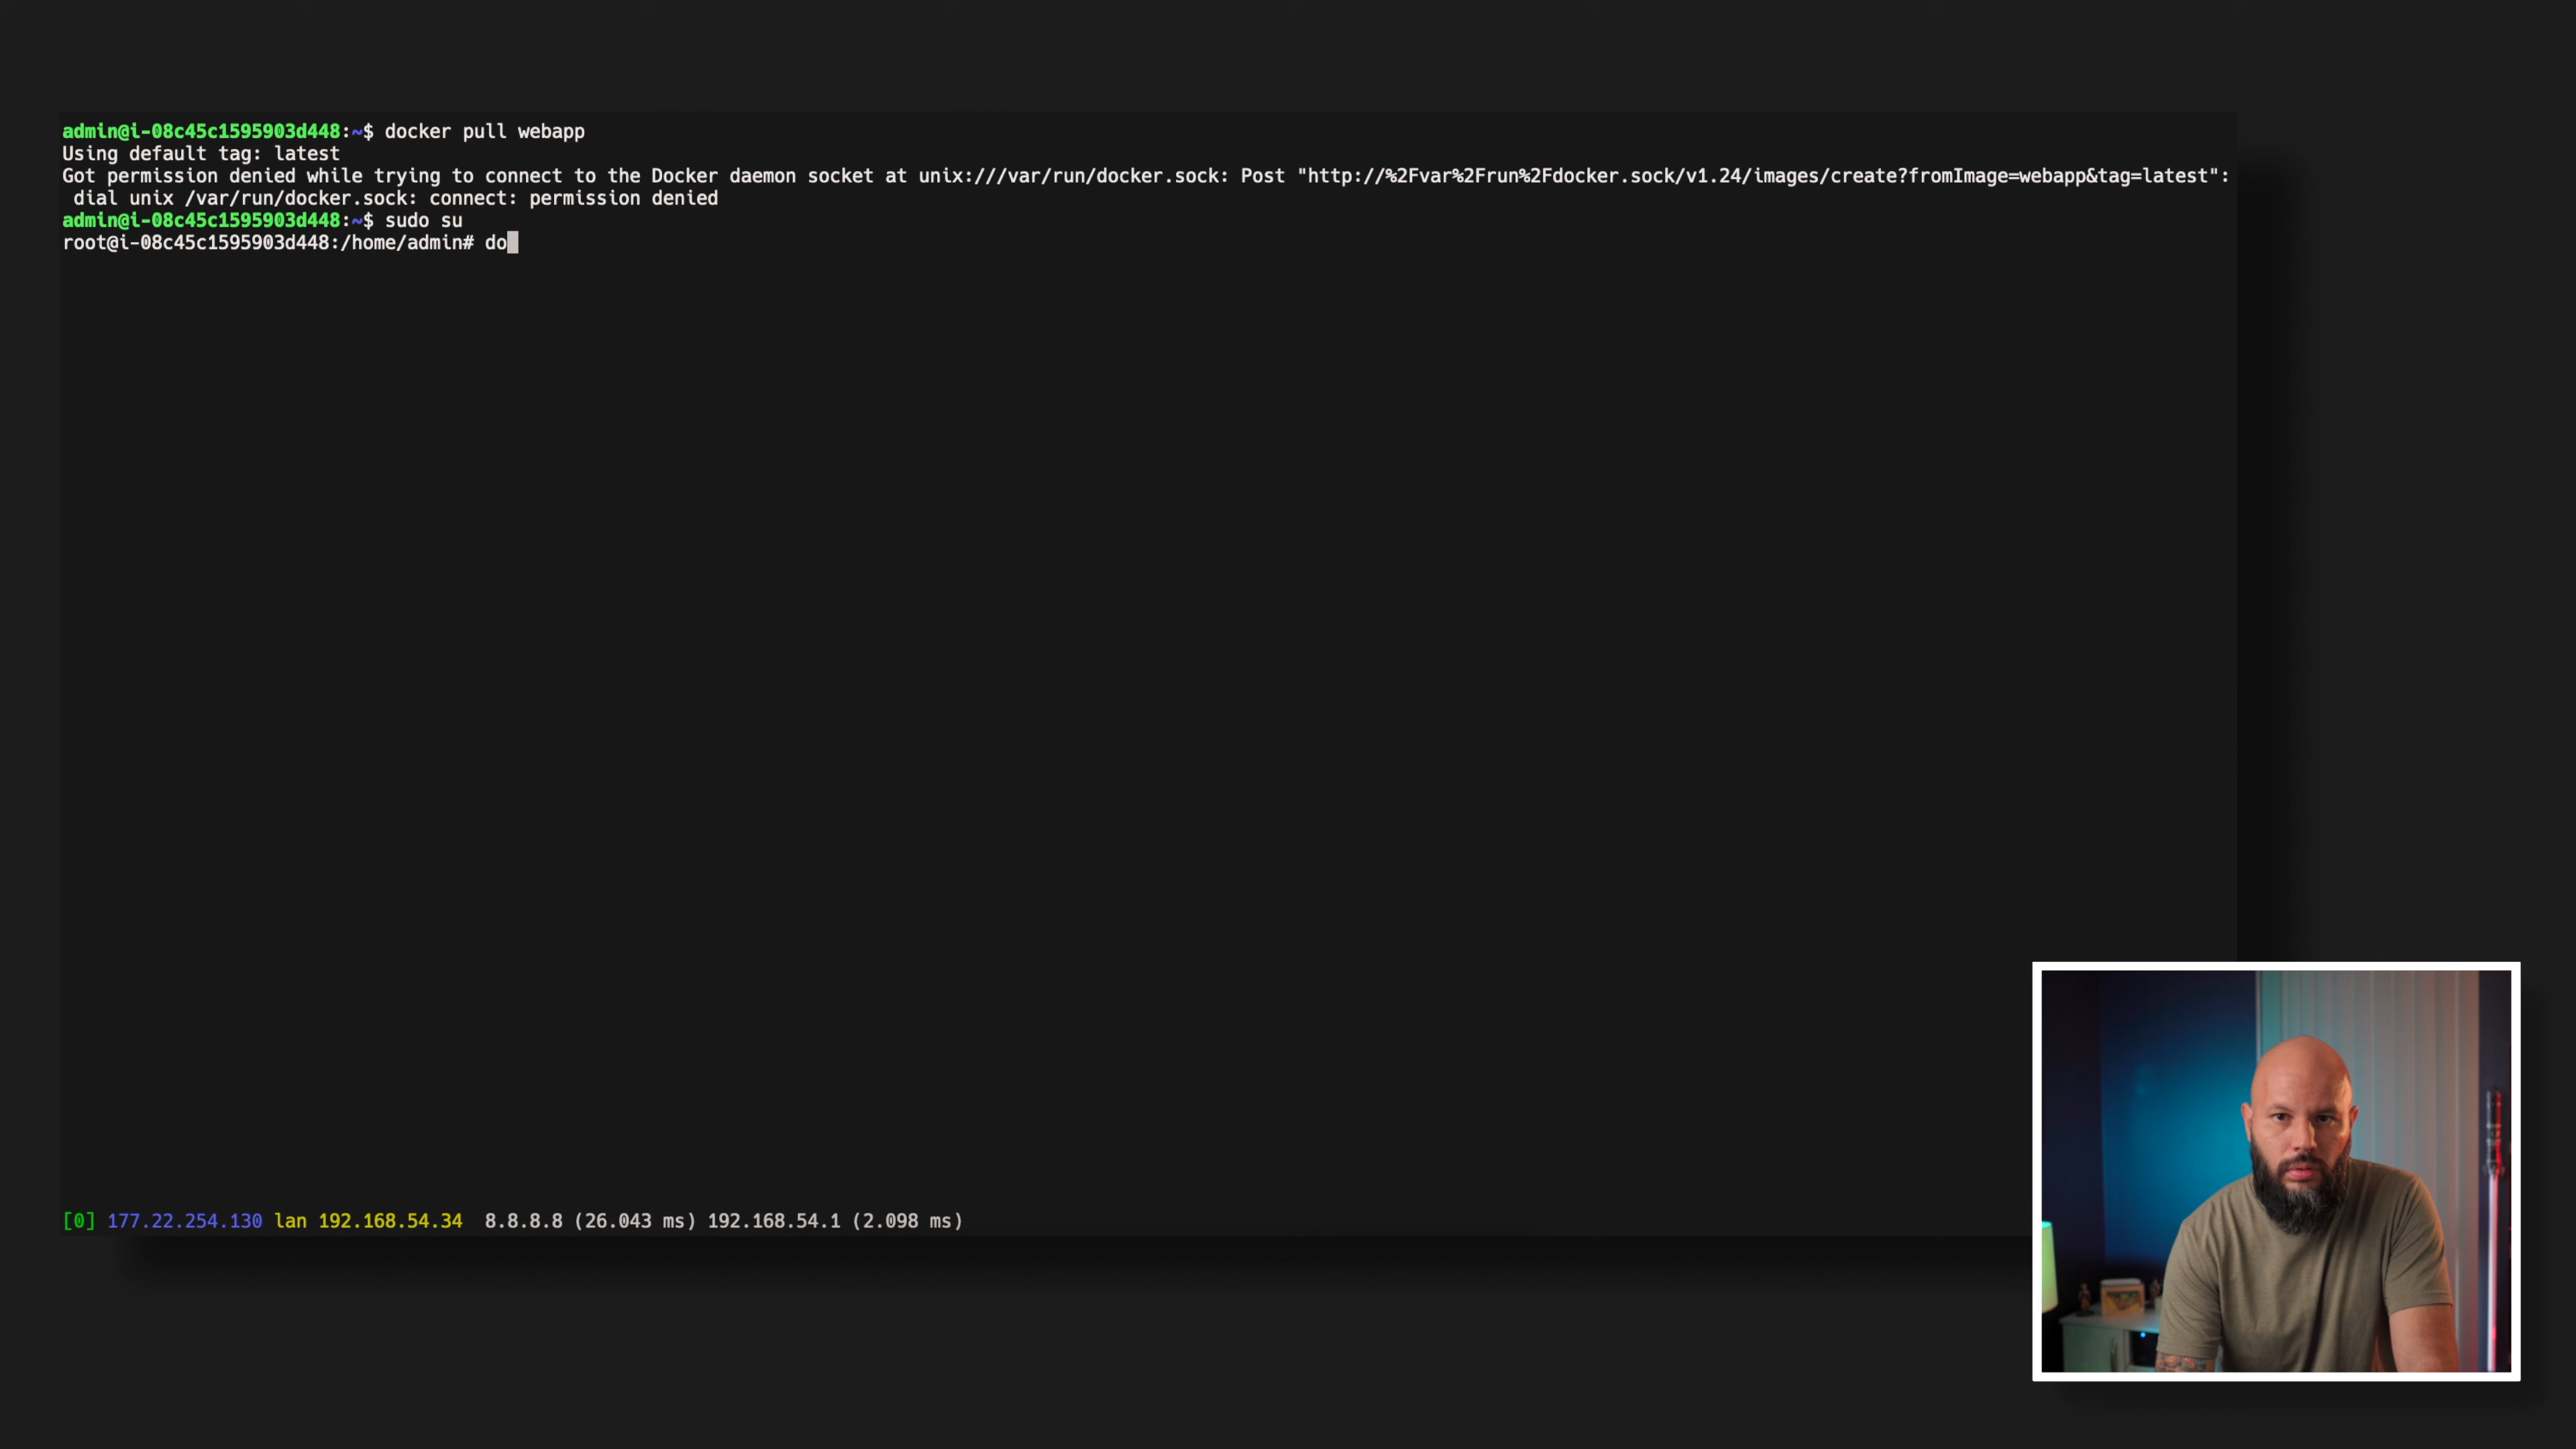 admin@i-08c45c1595903d448:~$ docker pull webapp
Using default tag: latest
Got permission denied while trying to connect to the Docker daemon socket at unix:///var/run/docker.sock: Post "http://%2Fvar%2Frun%2Fdocker.sock/v1.24/images/create?fromImage=webapp&tag=latest":
 dial unix /var/run/docker.sock: connect: permission denied
admin@i-08c45c1595903d448:~$ sudo su
root@i-08c45c1595903d448:/home/admin# do
[0] 177.22.254.130 lan 192.168.54.34  8.8.8.8 (26.043 ms) 192.168.54.1 (2.098 ms)